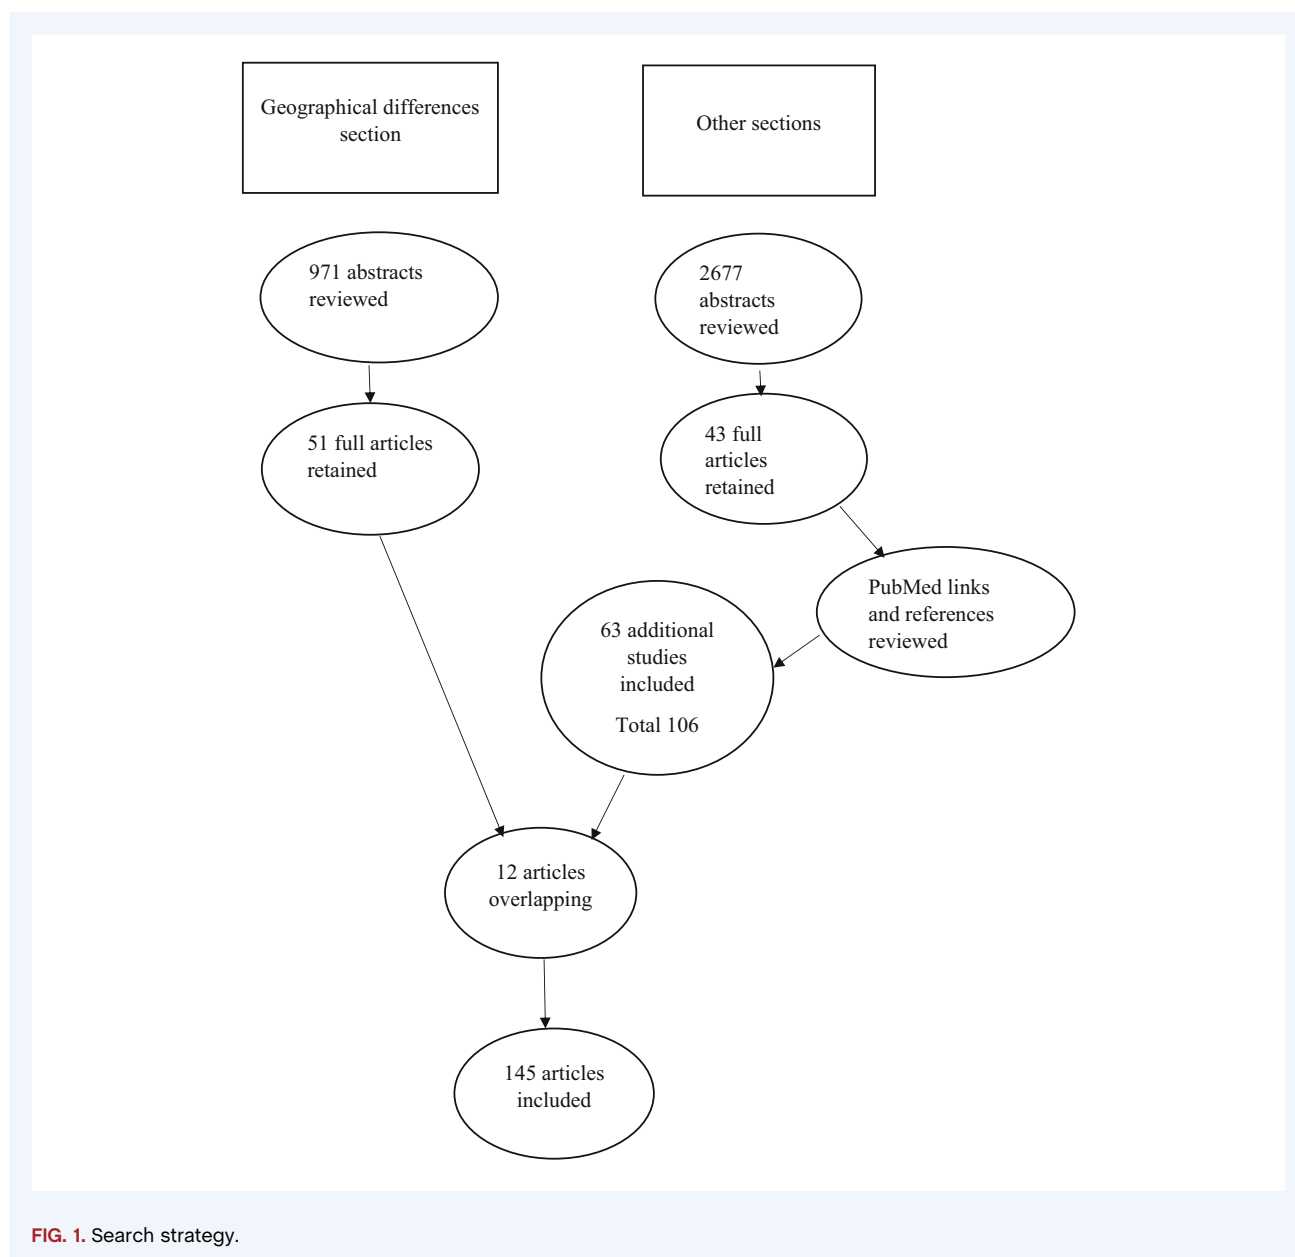 Geographical differences
section
Other sections
971 abstracts
reviewed
2677
abstracts
reviewed
51 full articles
retained
43 full
articles
retained
PubMed links
and references
reviewed
63 additional
studies
included
Total 106
12 articles
overlapping
145 articles
included
FIG. 1. Search strategy.